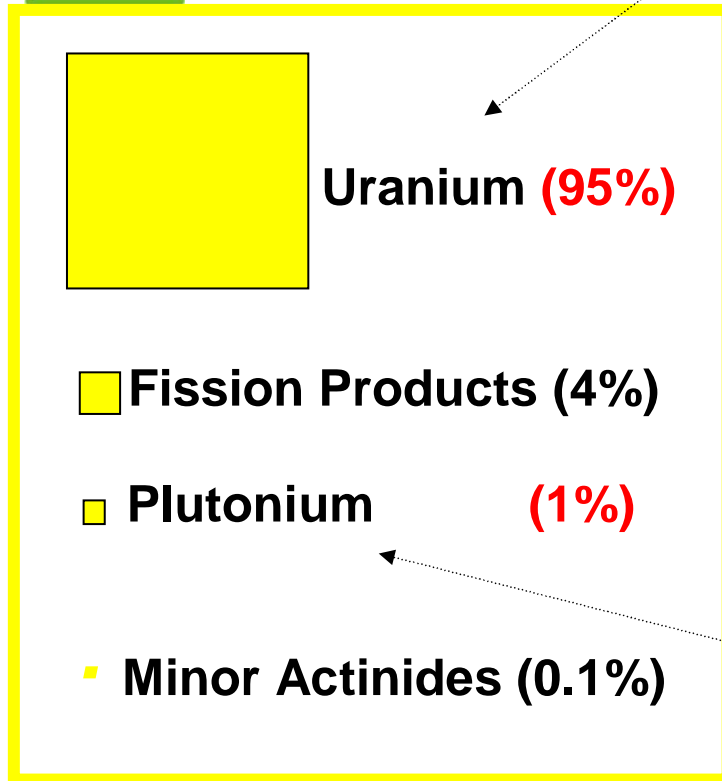 Uranium (95%)
Fission Products (4%)
Plutonium (1%)
Minor Actinides (0.1%)